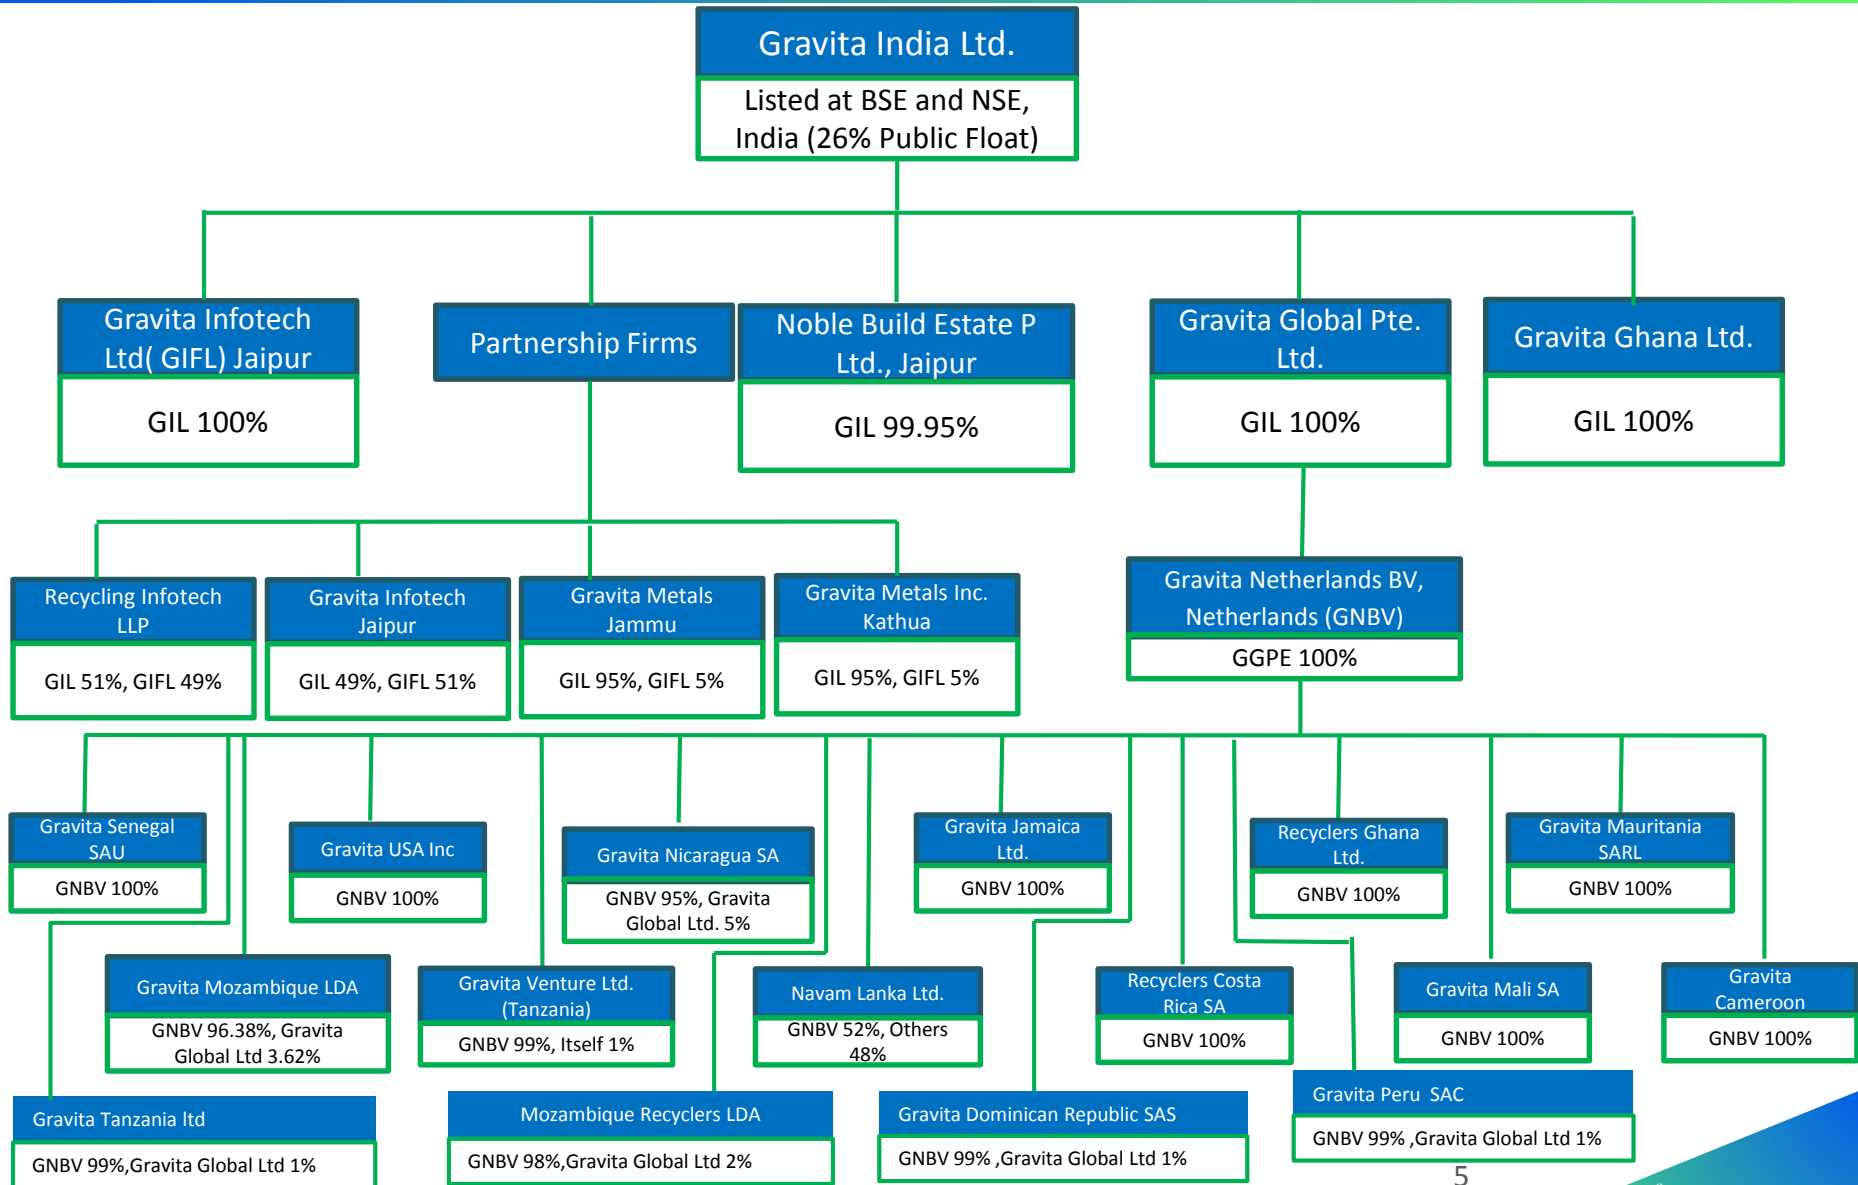 Gravita India Ltd.
Listed at BSE and NSE,
India (26% Public Float)
Gravita Infotech
Ltd( GIFL) Jaipur
GIL 100%
Partnership Firms
Noble Build Estate P
Ltd., Jaipur
GIL 99.95%
Gravita Global Pte.
Ltd.
GIL 100%
Gravita Ghana Ltd.
GIL 100%
Recycling Infotech
LLP
GIL 51%, GIFL 49%
Gravita Infotech
Jaipur
GIL 49%, GIFL 51%
Gravita Metals
Jammu
GIL 95%, GIFL 5%
Gravita Metals Inc.
Kathua
GIL 95%, GIFL 5%
Gravita Netherlands BV,
Netherlands (GNBV)
GGPE 100%
Gravita Senegal
SAU
GNBV 100%
Gravita USA Inc
GNBV 100%
Gravita Nicaragua SA
GNBV 95%, Gravita
Global Ltd. 5%
Gravita Jamaica
Ltd.
GNBV 100%
Recyclers Ghana
Ltd.
GNBV 100%
Gravita Mauritania
SARL
GNBV 100%
Gravita Mozambique LDA
GNBV 96.38%, Gravita
Global Ltd 3.62%
Gravita Venture Ltd.
(Tanzania)
GNBV 99%, Itself 1%
Navam Lanka Ltd.
GNBV 52%, Others
48%
Recyclers Costa
Rica SA
GNBV 100%
Gravita Mali SA
GNBV 100%
Gravita
Cameroon
GNBV 100%
Gravita Tanzania ltd
GNBV 99%,Gravita Global Ltd 1%
Mozambique Recyclers LDA
GNBV 98%,Gravita Global Ltd 2%
Gravita Dominican Republic SAS
GNBV 99% ,Gravita Global Ltd 1%
Gravita Peru  SAC
GNBV 99% ,Gravita Global Ltd 1%
5